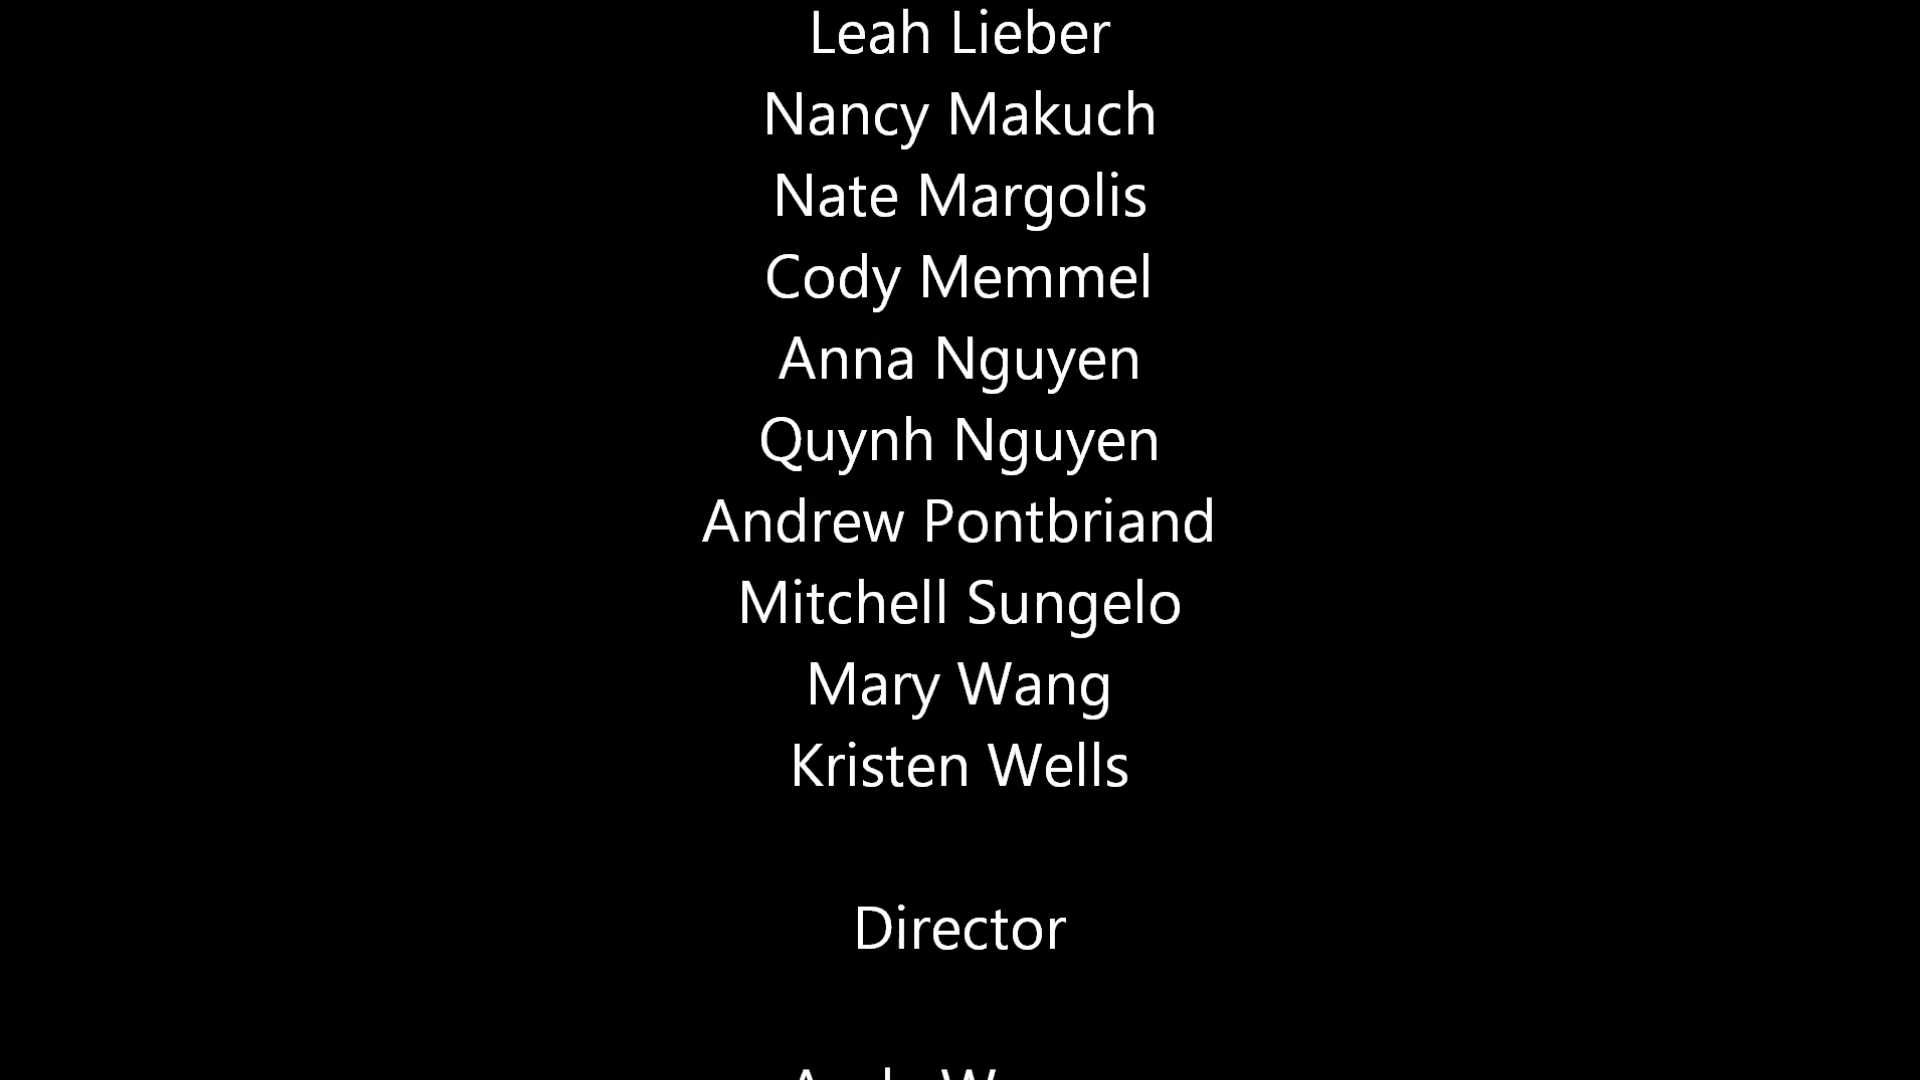 Leah Lieber
Nancy Makuch
Nate Margolis
Cody Memmel
Anna Nguyen
Quynh Nguyen
Andrew Pontbriand
Mitchell Sungelo
Mary Wang
Kristen Wells
Director